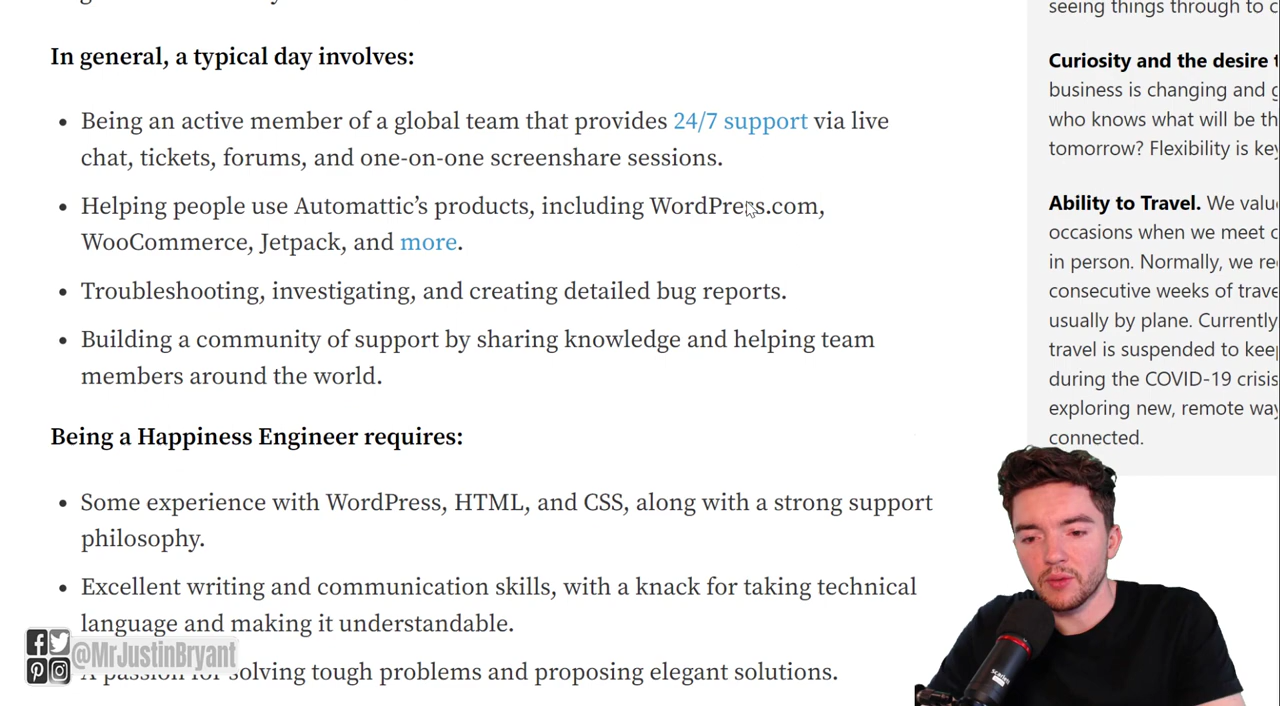 In general, a typical day involves:
• Being an active member of a global team that provides 24/7 support via live
chat, tickets, forums, and one-on-one screenshare sessions.
• Helping people use Automattic's products, including WordPress.com,
WooCommerce, Jetpack, and more.
• Troubleshooting, investigating, and creating detailed bug reports.
• Building a community of support by sharing knowledge and helping team
members around the world.
Being a Happiness Engineer requires:
• Some experience with WordPress, HTML, and CSS, along with a strong support
philosophy.
• Excellent writing and communication skills, with a knack for taking technical
language and making it understandable.
A passion for solving tough problems and proposing elegant solutions.
seeing things through to c
Curiosity and the desire t
business is changing and g
who knows what will be th
tomorrow? Flexibility is key
Ability to Travel. We valu
occasions when we meet c
in person. Normally, we re
consecutive weeks of trave
usually by plane. Currently
travel is suspended to keep
during the COVID-19 crisis
exploring new, remote way
connected.
@MrJustinBryant
scarlett